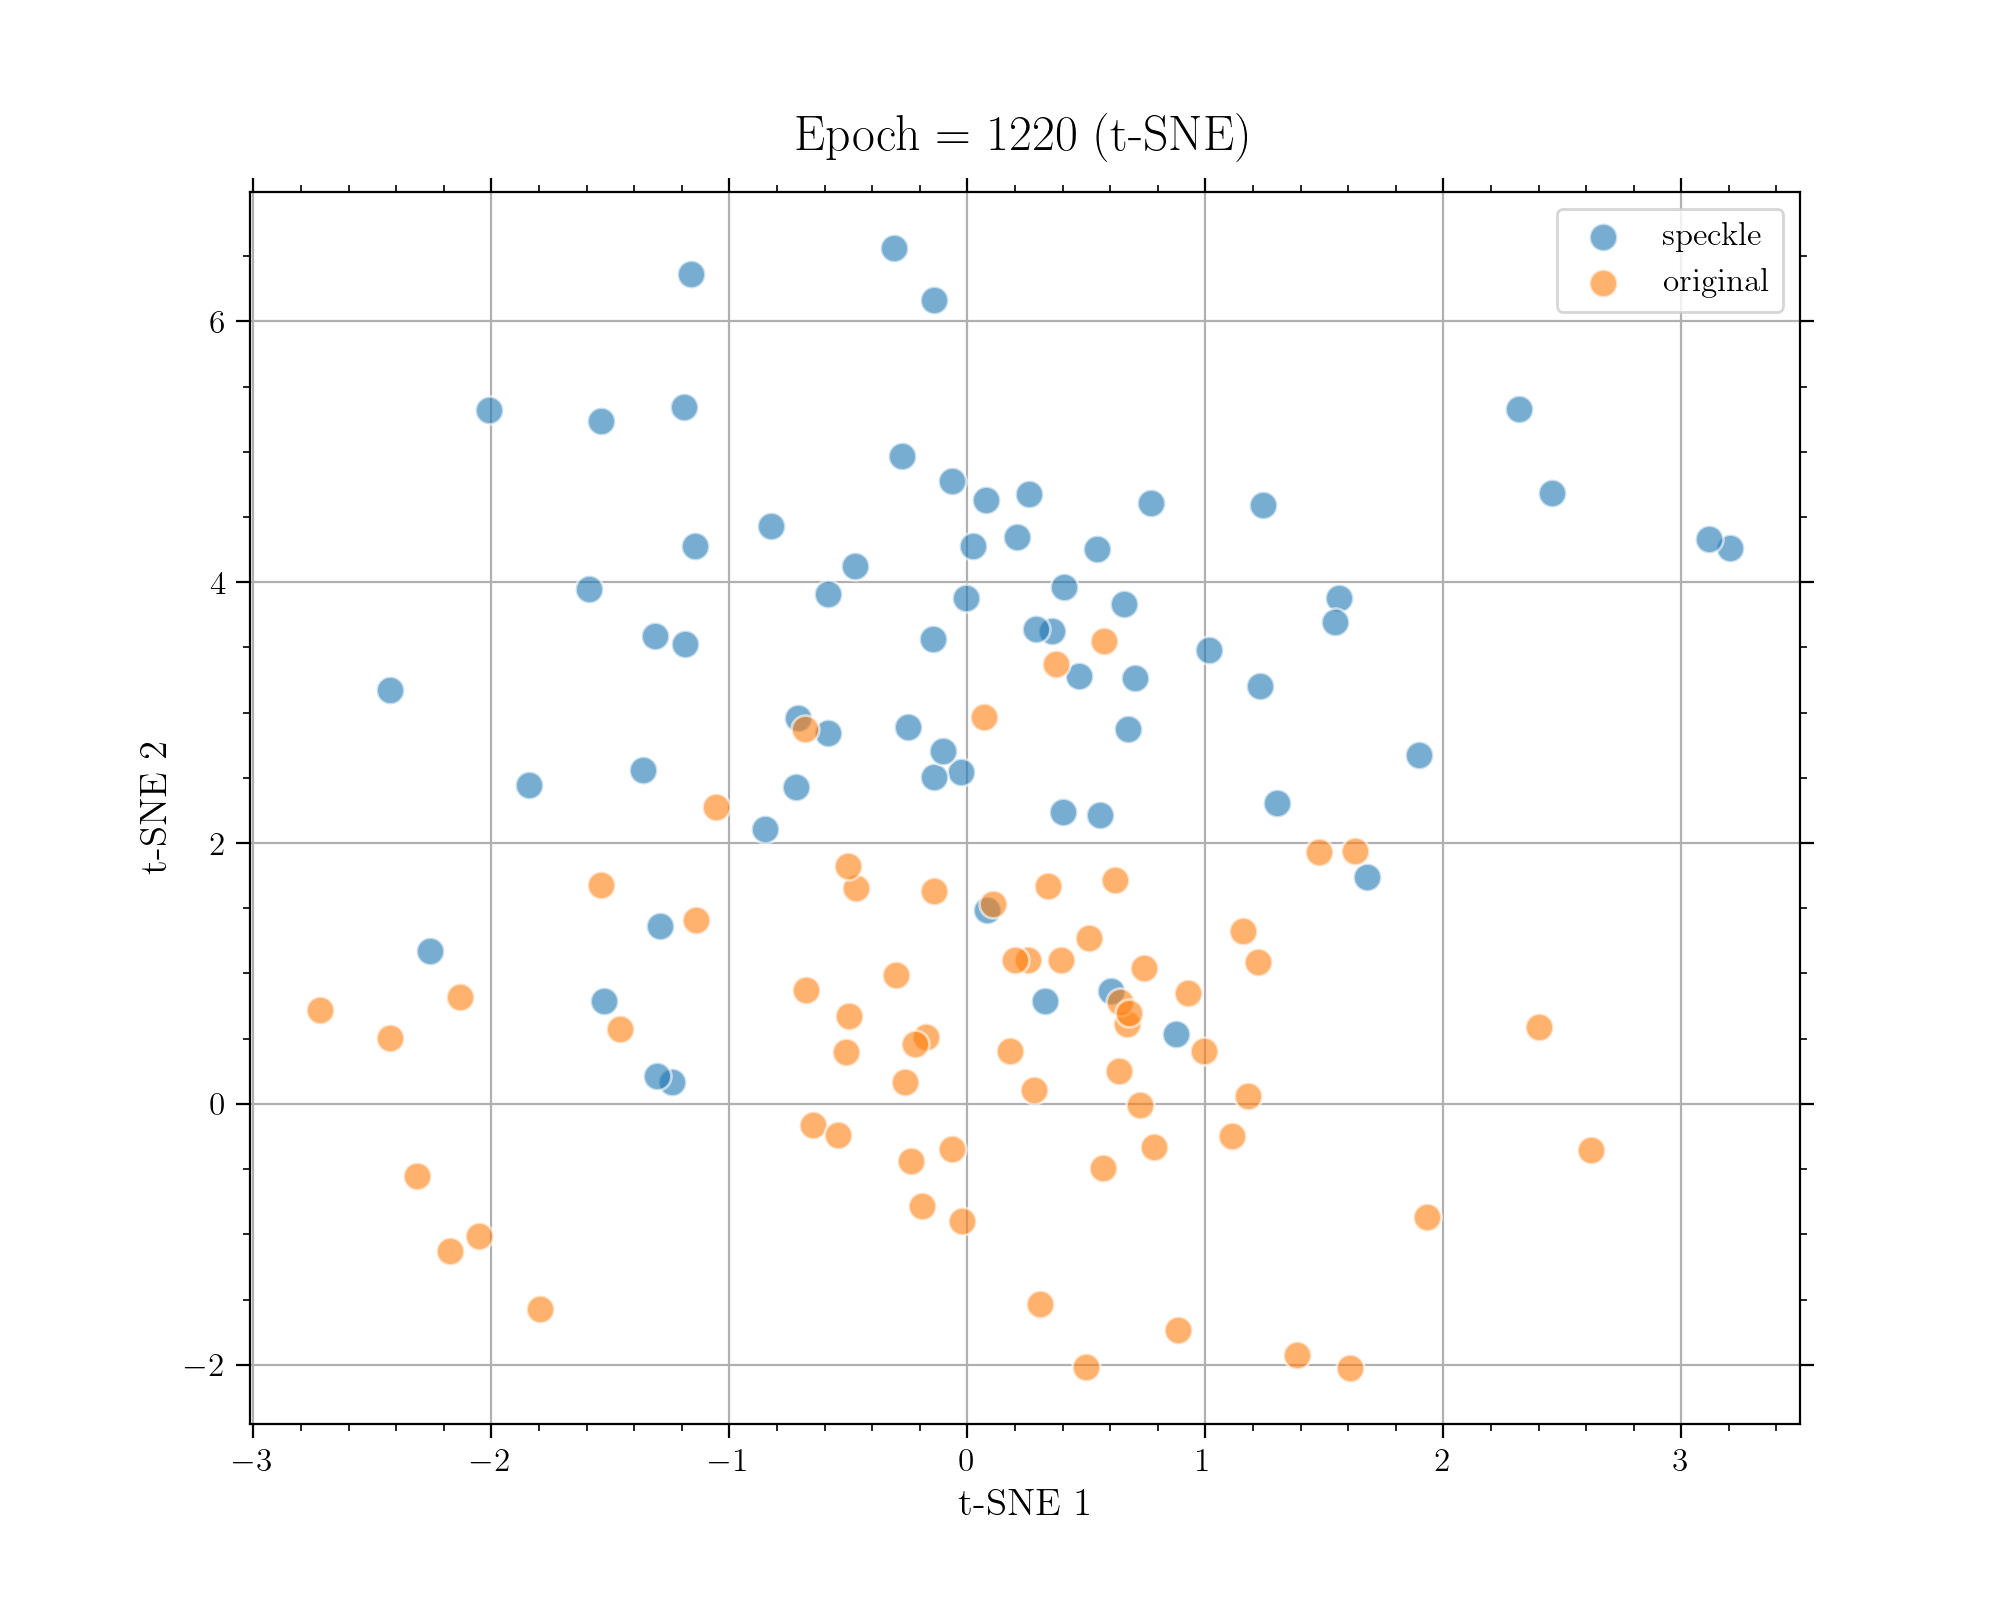 Epoch = 1220 (t-SNE)
speckle
original
6
4
2
0
−2
t-SNE 2
−3 −2 −1 0 1 2 3
t-SNE 1